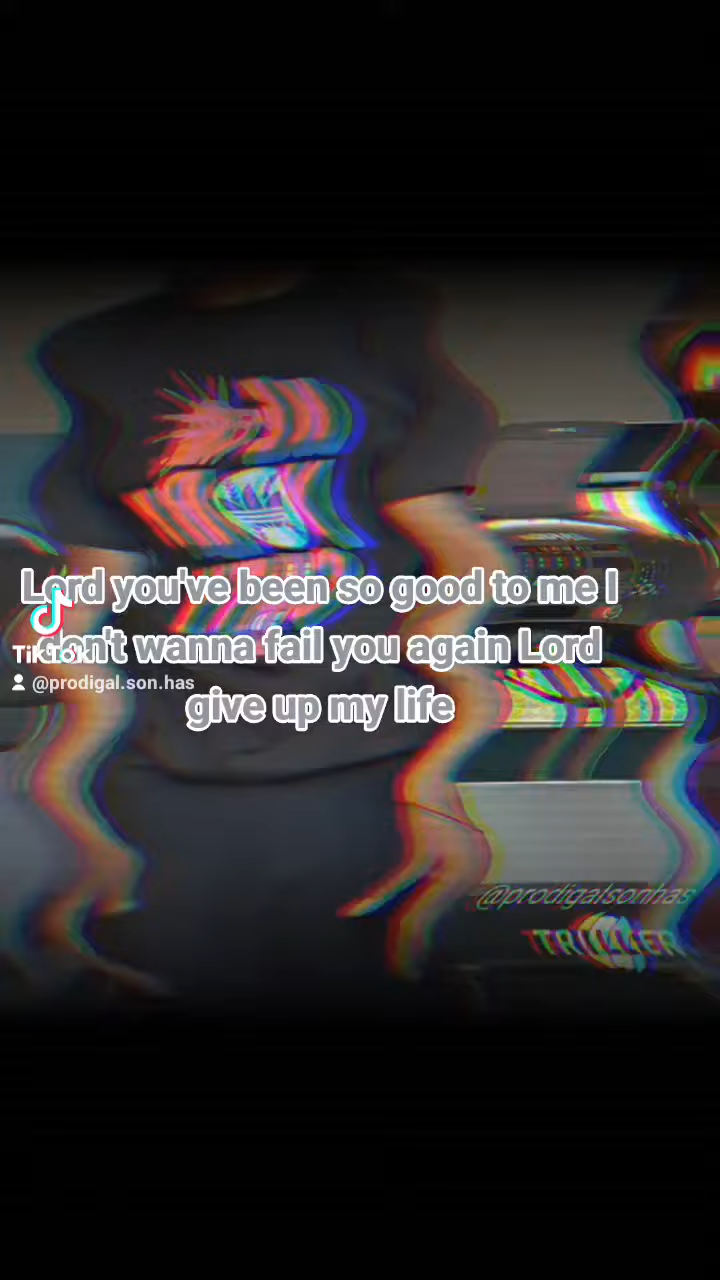 Lord you've been so good to me I
don't wanna fail you again Lord
give up my life
TikTok
@prodigal.son.has
@prodigalsonhas
TRILLER